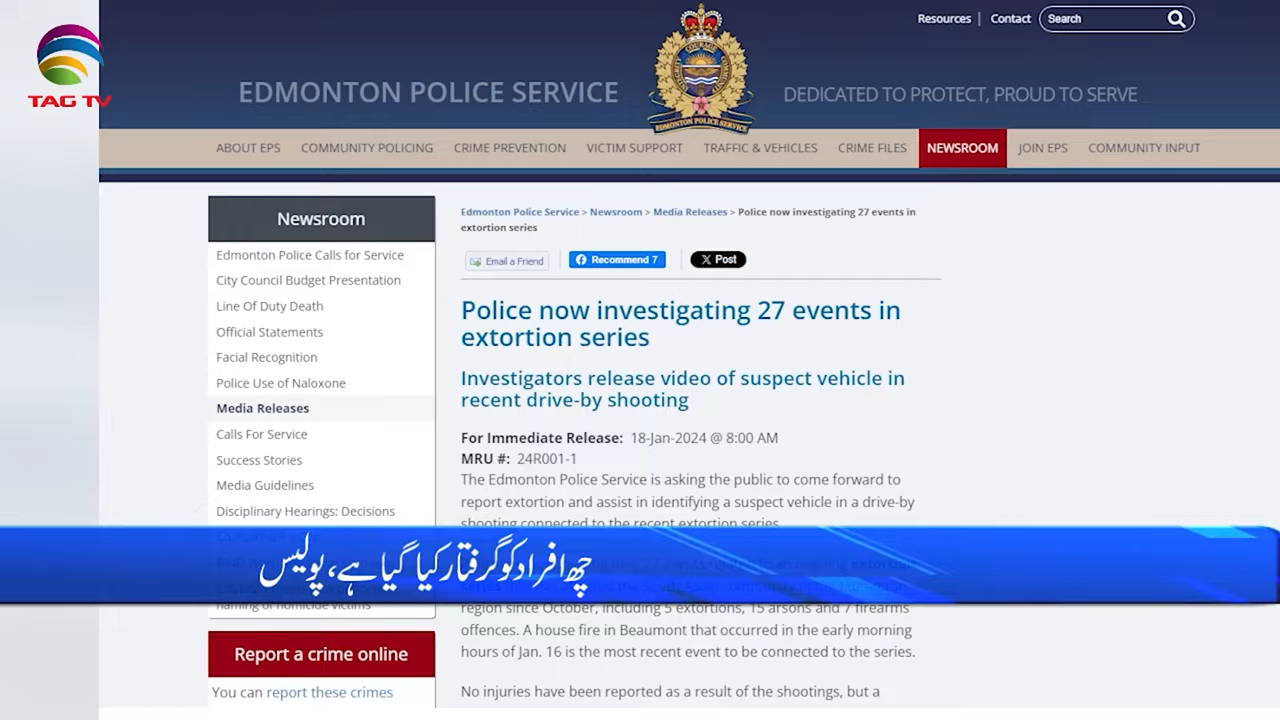 TAG TV
Resources | Contact
Search
EDMONTON POLICE SERVICE
DEDICATED TO PROTECT, PROUD TO SERVE
ABOUT EPS COMMUNITY POLICING CRIME PREVENTION VICTIM SUPPORT TRAFFIC & VEHICLES CRIME FILES NEWSROOM JOIN EPS COMMUNITY INPUT
Newsroom
Edmonton Police Calls for Service
City Council Budget Presentation
Line Of Duty Death
Official Statements
Facial Recognition
Police Use of Naloxone
Media Releases
Calls For Service
Success Stories
Media Guidelines
Disciplinary Hearings: Decisions
naming of homicide victims
Report a crime online
You can report these crimes
Edmonton Police Service > Newsroom > Media Releases > Police now investigating 27 events in
extortion series
Email a Friend
Recommend 7
X Post
Police now investigating 27 events in
extortion series
Investigators release video of suspect vehicle in
recent drive-by shooting
For Immediate Release: 18-Jan-2024 @ 8:00 AM
MRU #: 24R001-1
The Edmonton Police Service is asking the public to come forward to
report extortion and assist in identifying a suspect vehicle in a drive-by
shooting connected to the recent extortion series.
چھ افراد کو گرفتار کیا گیا ہے، پولیس
region since October, including 5 extortions, 15 arsons and 7 firearms
offences. A house fire in Beaumont that occurred in the early morning
hours of Jan. 16 is the most recent event to be connected to the series.
No injuries have been reported as a result of the shootings, but a